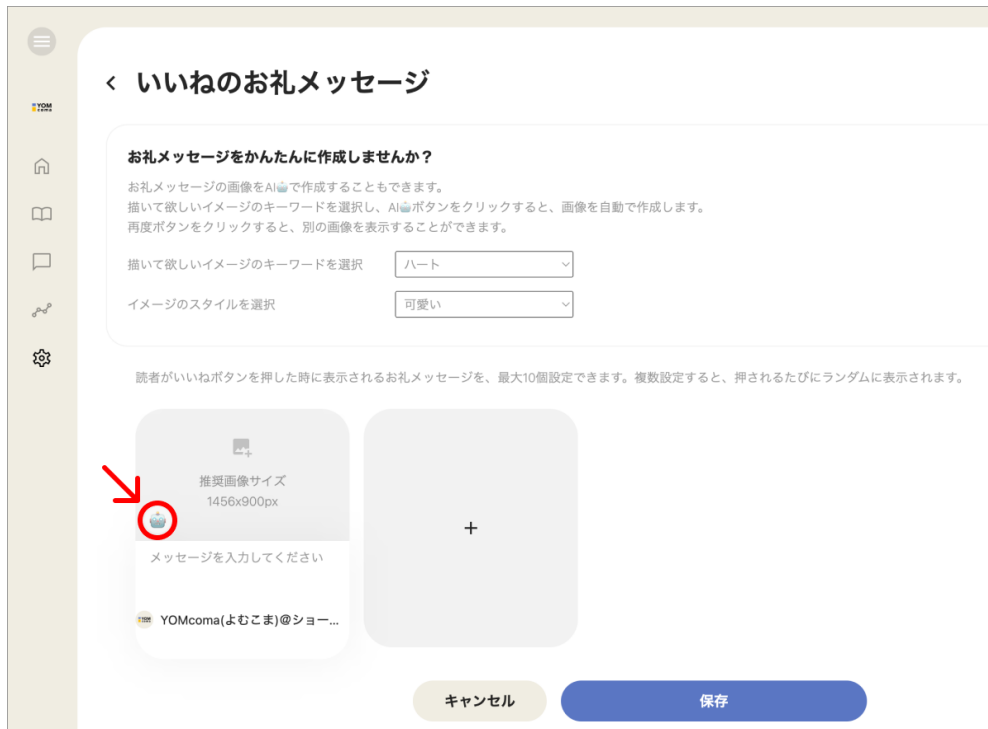 いいねのお礼メッセージ
YOM
coma
お礼メッセージをかんたんに作成しませんか？
お礼メッセージの画像をAI🤖で作成することもできます。
描いて欲しいイメージのキーワードを選択し、AI🤖ボタンをクリックすると、画像を自動で作成します。
再度ボタンをクリックすると、別の画像を表示することができます。
描いて欲しいイメージのキーワードを選択 ハート
イメージのスタイルを選択 可愛い
読者がいいねボタンを押した時に表示されるお礼メッセージを、最大10個設定できます。複数設定すると、押されるたびにランダムに表示されます。
推奨画像サイズ
1456x900px
+
メッセージを入力してください
YOMcoma(よむこま)@ショー...
キャンセル 保存